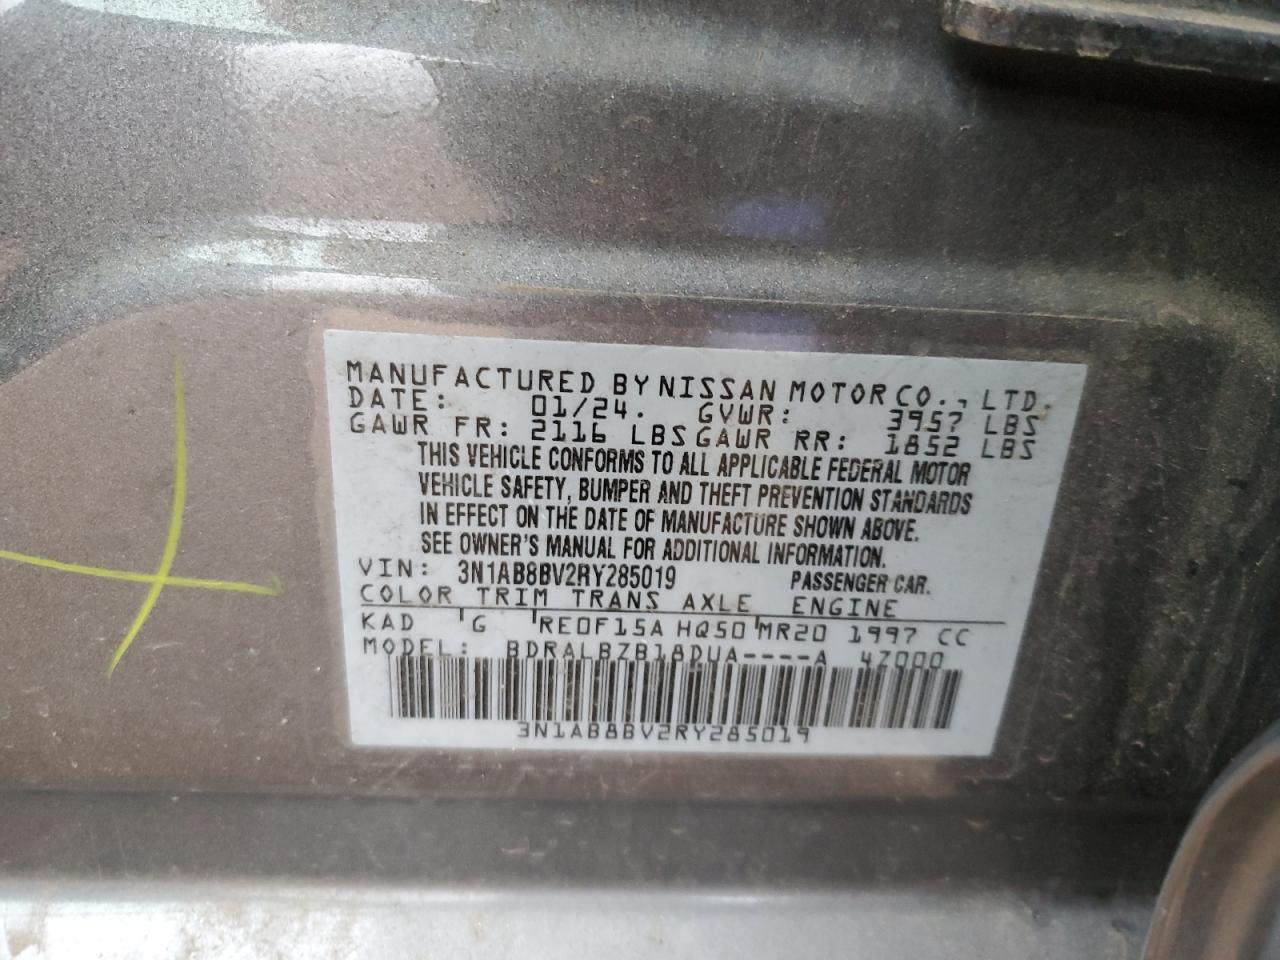 MANUFACTURED BY NISSAN MOTOR CO., LTD.
DATE: 01/24. GVWR: 3957 LBS
GAWR FR: 2116 LBS GAWR RR: 1852 LBS
THIS VEHICLE CONFORMS TO ALL APPLICABLE FEDERAL MOTOR
VEHICLE SAFETY, BUMPER AND THEFT PREVENTION STANDARDS
IN EFFECT ON THE DATE OF MANUFACTURE SHOWN ABOVE.
SEE OWNER'S MANUAL FOR ADDITIONAL INFORMATION.
VIN: 3N1AB8BV2RY285019 PASSENGER CAR.
COLOR TRIM TRANS AXLE ENGINE
KAD G RE0F15A HQ50 MR20 1997 CC
MODEL: BDRALBZB18DUA----A 47000
3N1AB8BV2RY285019